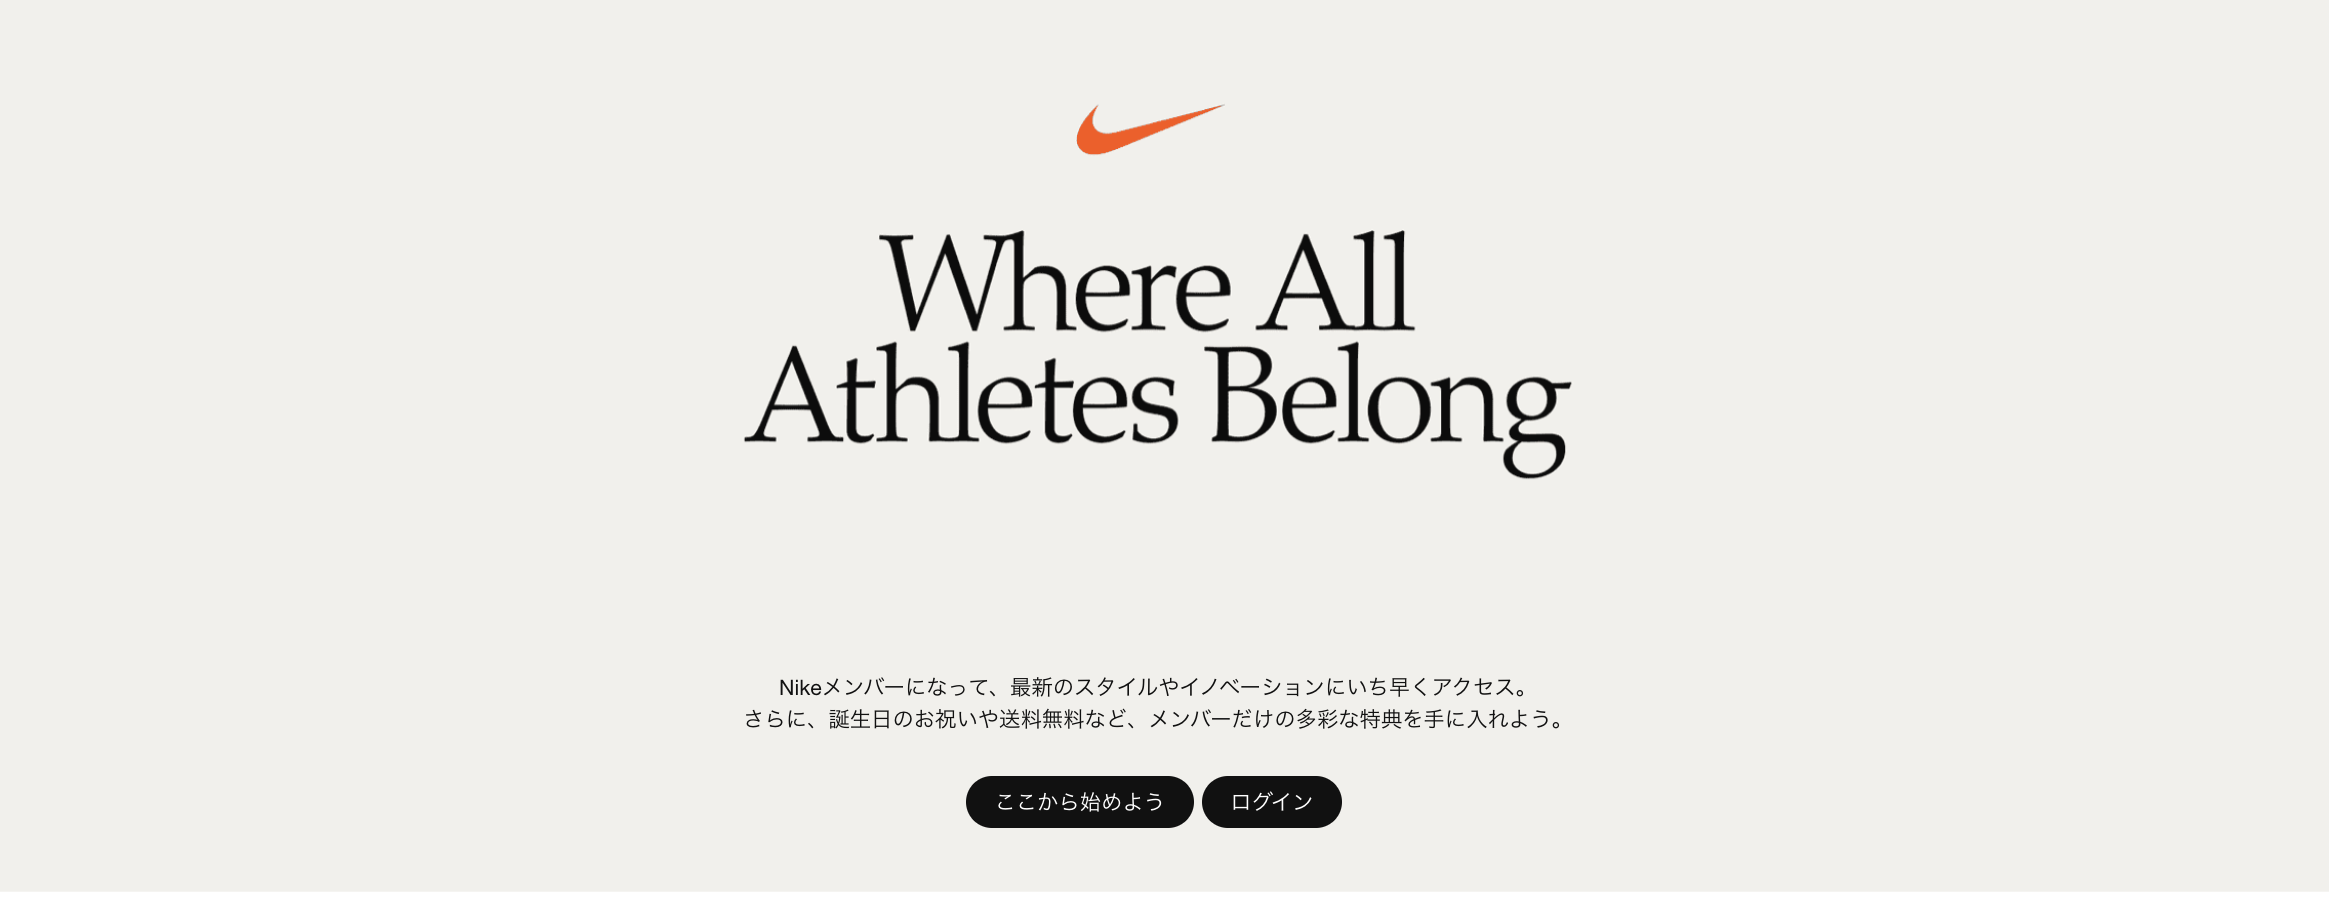 Where All
Athletes Belong
Nikeメンバーになって、最新のスタイルやイノベーションにいち早くアクセス。
さらに、誕生日のお祝いや送料無料など、メンバーだけの多彩な特典を手に入れよう。
ここから始めよう
ログイン